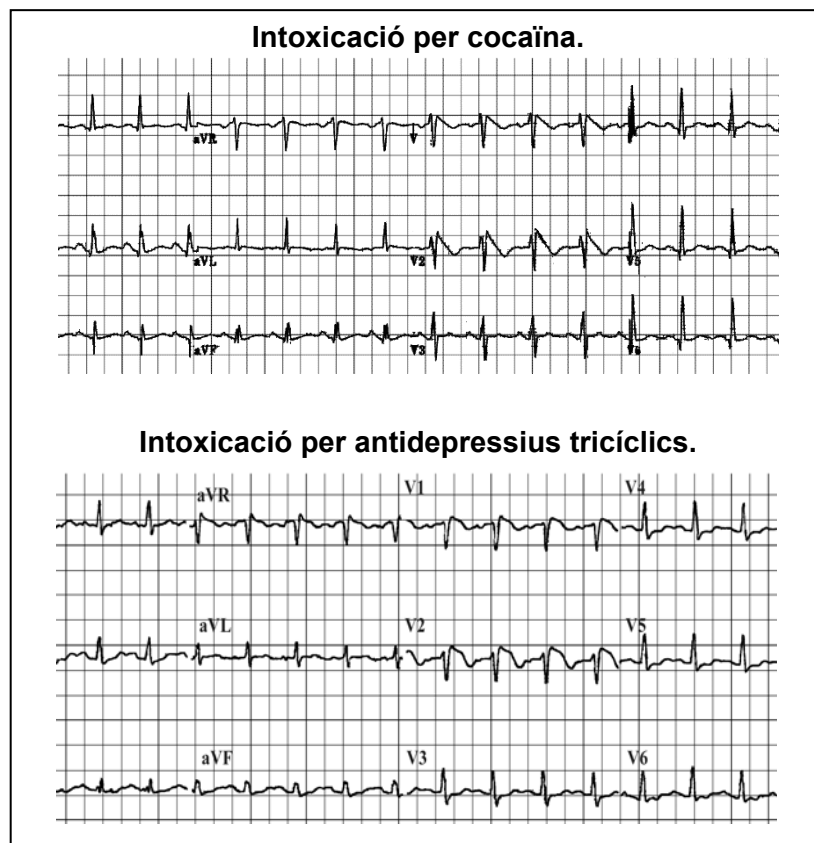 Intoxicació per cocaïna.
aVR
V
aVL
V2
V5
aVF
V3
V6
Intoxicació per antidepressius tricíclics.
aVR
V1
V4
aVL
V2
V5
aVF
V3
V6